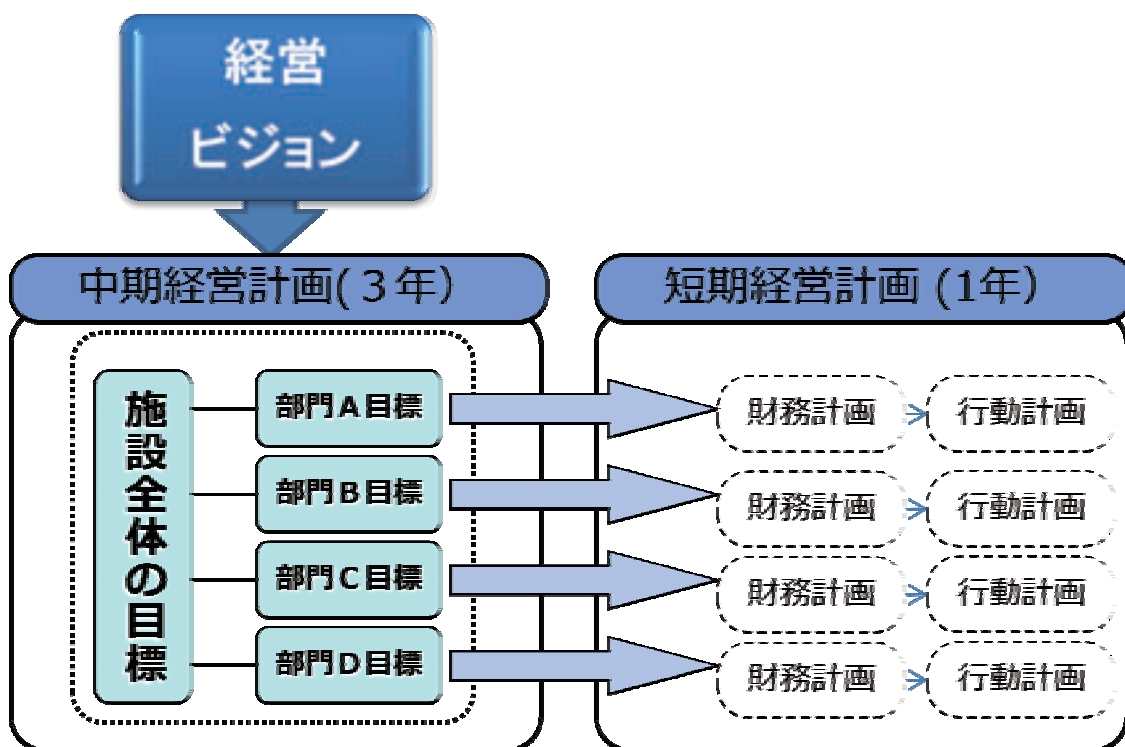 経営
ビジョン
中期経営計画(３年)
短期経営計画 (1年)
施設全体の目標
部門A目標
財務計画
行動計画
部門B目標
財務計画
行動計画
部門C目標
財務計画
行動計画
部門D目標
財務計画
行動計画